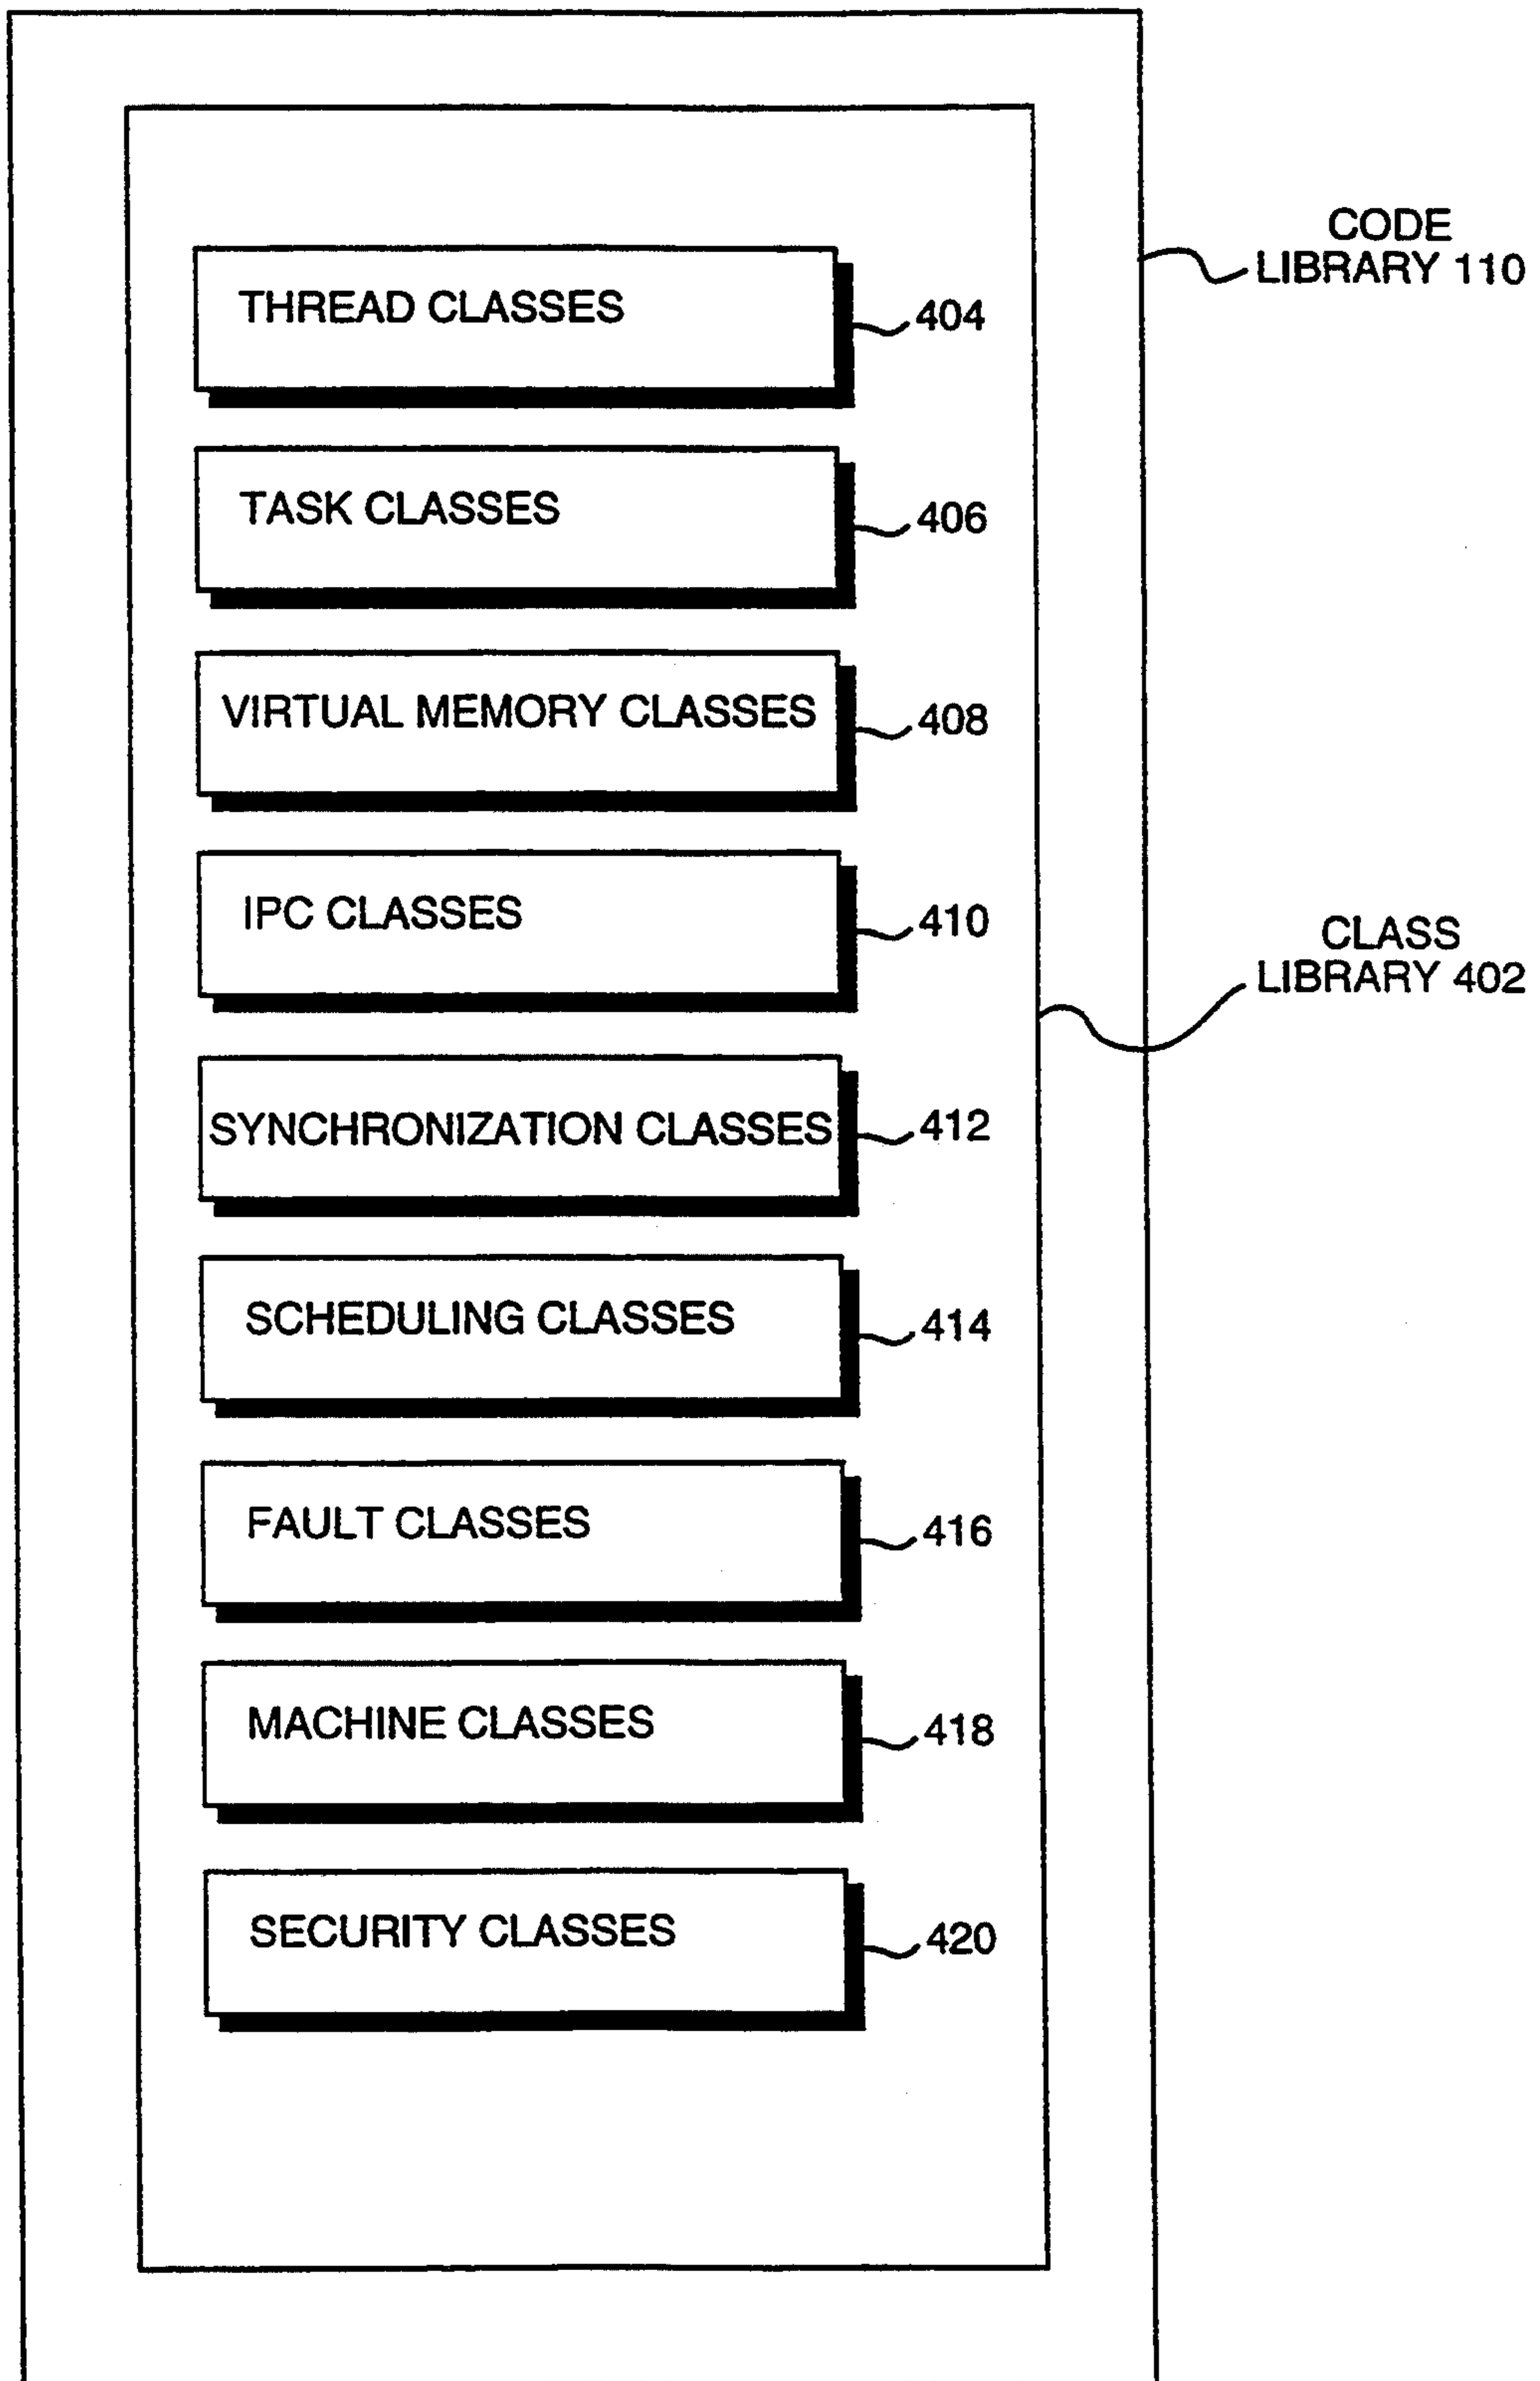 CODE
LIBRARY 110
THREAD CLASSES
404
TASK CLASSES
406
VIRTUAL MEMORY CLASSES
408
IPC CLASSES
410
CLASS
LIBRARY 402
SYNCHRONIZATION CLASSES
412
SCHEDULING CLASSES
414
FAULT CLASSES
416
MACHINE CLASSES
418
SECURITY CLASSES
420